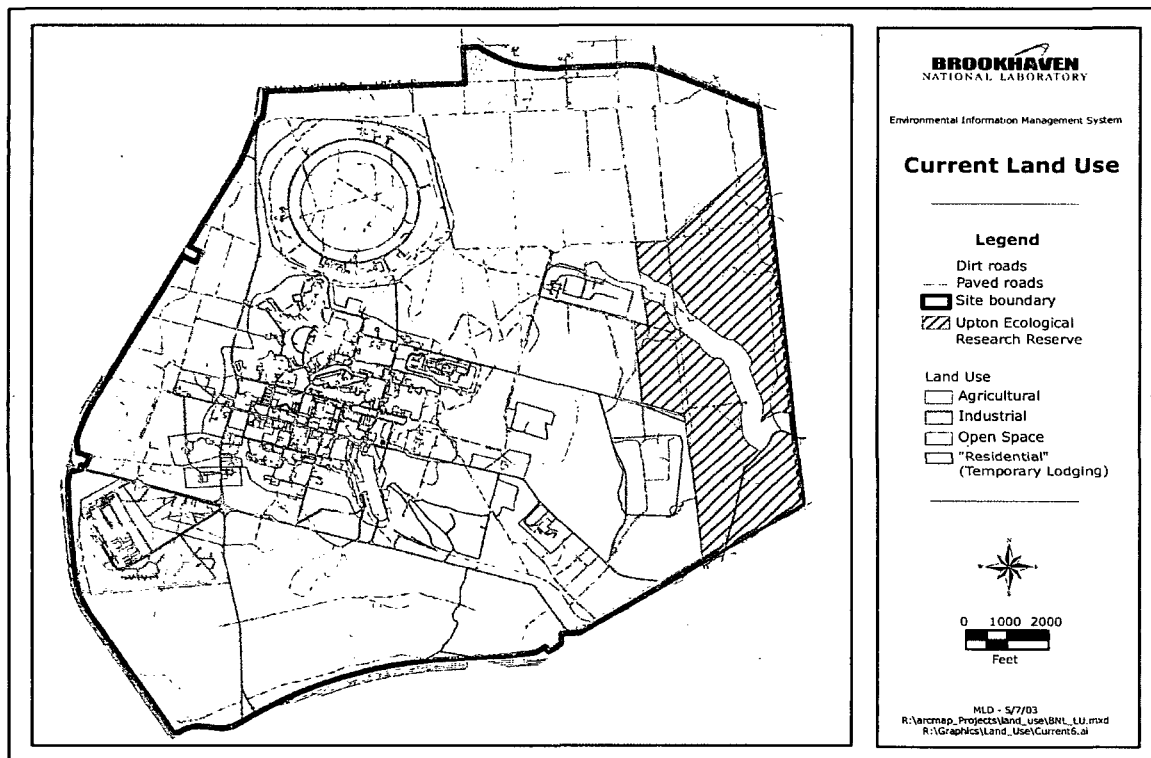 BROOKHAVEN
NATIONAL LABORATORY
Environmental Information Management System
Current Land Use
Legend
Dirt roads
Paved roads
Site boundary
Upton Ecological
Research Reserve
Land Use
Agricultural
Industrial
Open Space
"Residential"
(Temporary Lodging)
N
W
E
S
0 1000 2000
Feet
MLD - 5/7/03
R:\arcmap_Projects\land_use\BNL_LU.mxd
R:\Graphics\Land_Use\Current6.ai